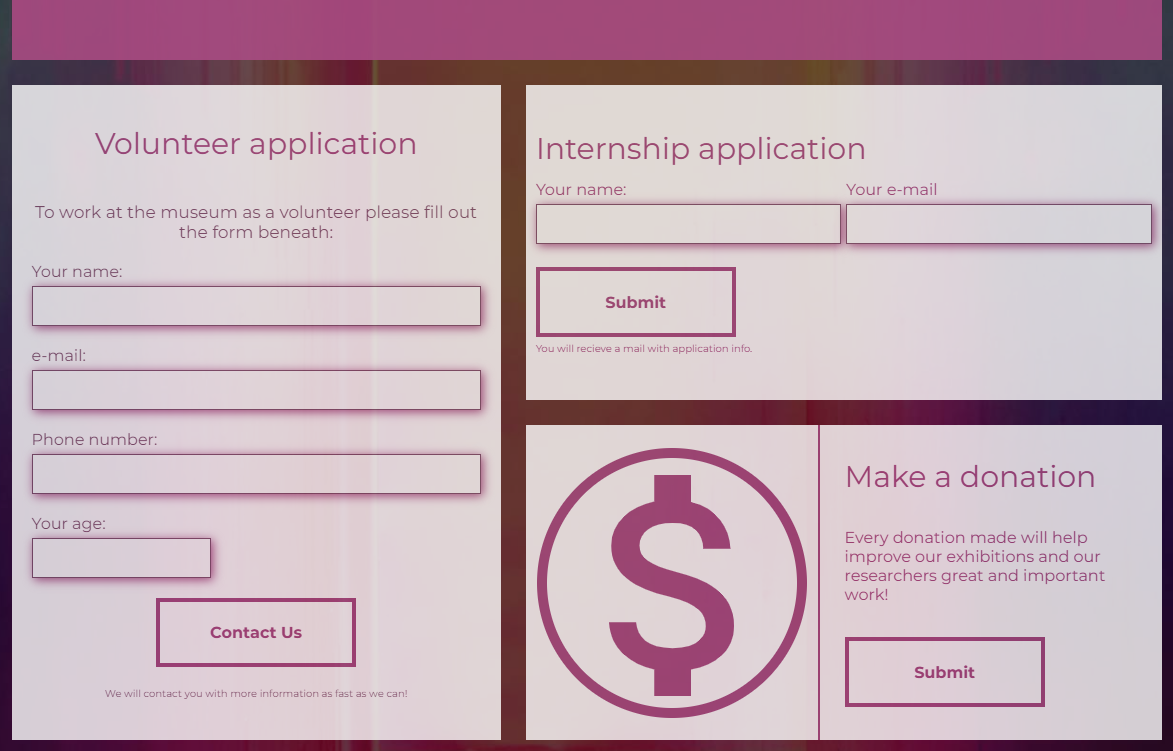 Volunteer application
To work at the museum as a volunteer please fill out
the form beneath:
Your name:
e-mail:
Phone number:
Your age:
Contact Us
We will contact you with more information as fast as we can!
Internship application
Your name:
Your e-mail
Submit
You will recieve a mail with application info.
$
Make a donation
Every donation made will help
improve our exhibitions and our
researchers great and important
work!
Submit